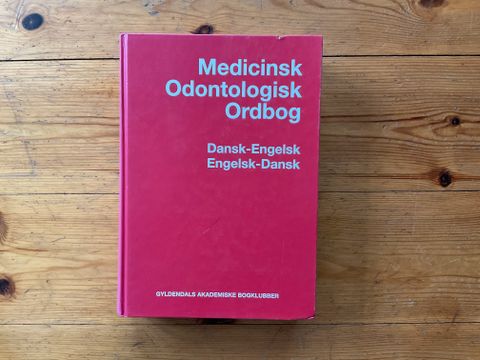 Medicinsk
Odontologisk
Ordbog
Dansk-Engelsk
Engelsk-Dansk
GYLDENDALS AKADEMISKE BOGKLUBBER